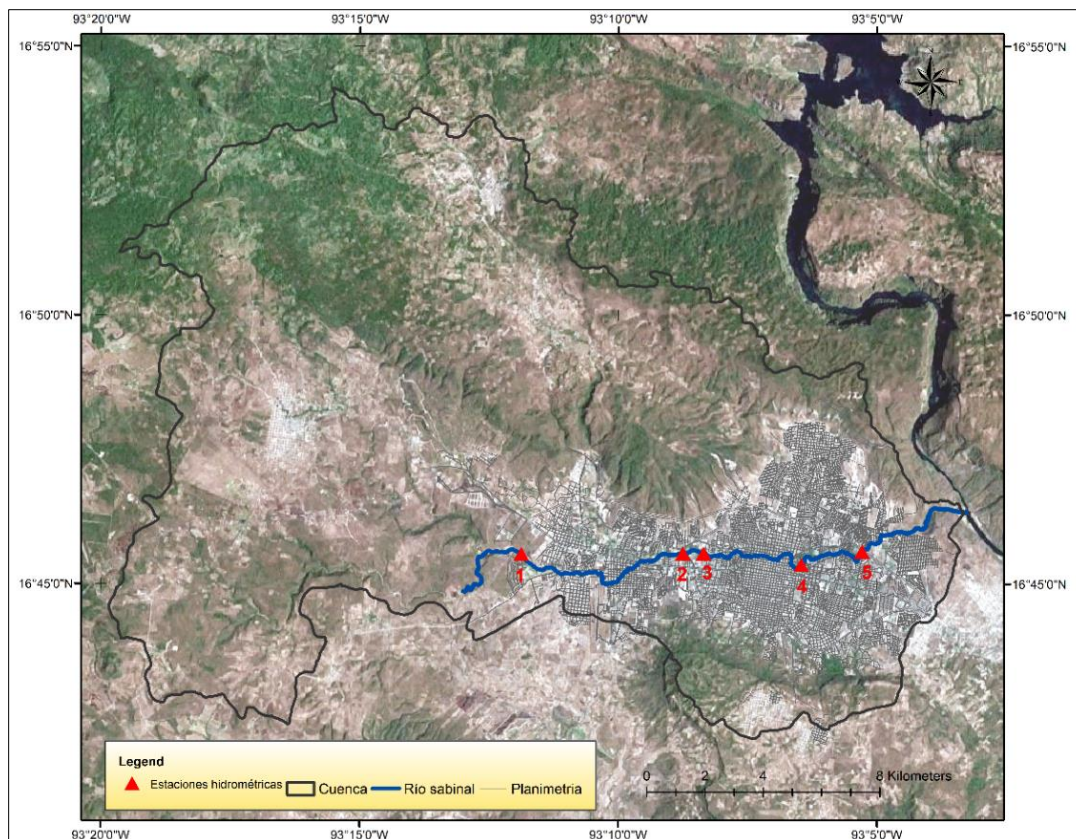 93°20'0"W 93°15'0"W 93°10'0"W 93°5'0"W
16°55'0"N 16°55'0"N
16°50'0"N 16°50'0"N
1 2 3 4 5
16°45'0"N 16°45'0"N
Legend
Estaciones hidrométricas Cuenca Río sabinal Planimetria
0 2 4 6 8 Kilometers
93°20'0"W 93°15'0"W 93°10'0"W 93°5'0"W